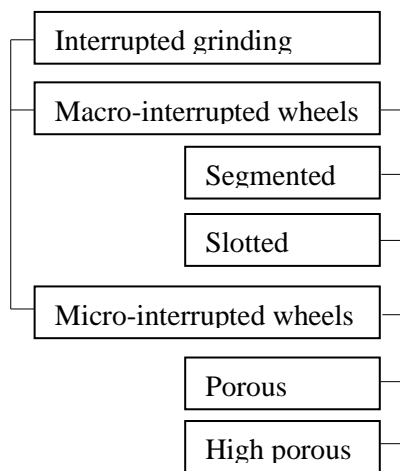 Interrupted grinding
Macro-interrupted wheels
Segmented
Slotted
Micro-interrupted wheels
Porous
High porous